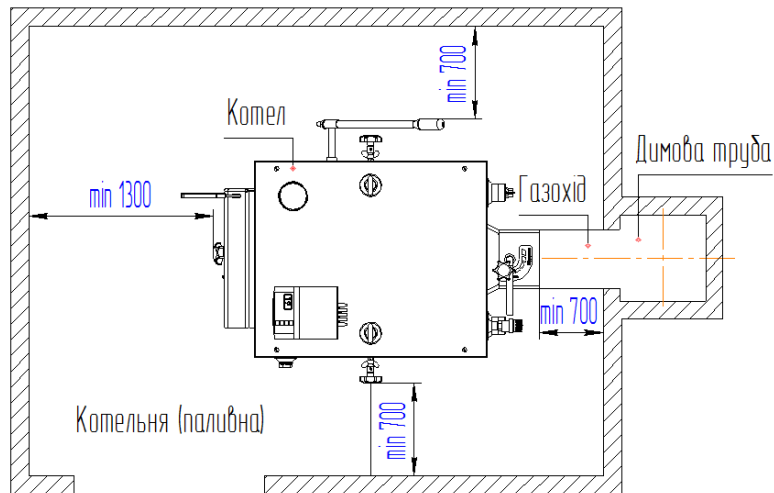 min 700
Котел
Димова труба
min 1300
Газохід
min 700
Котельня (паливна)
min 700